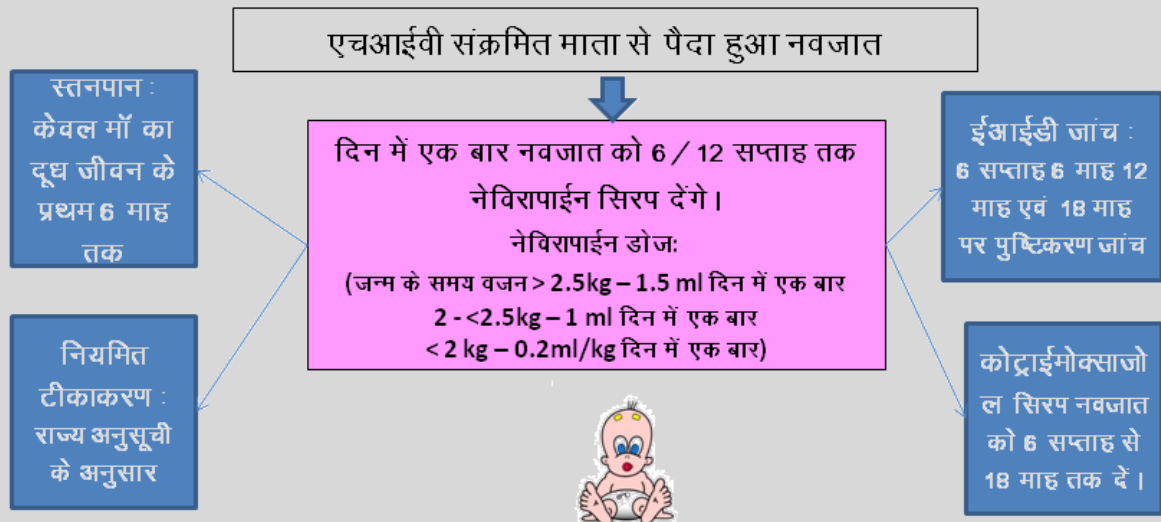 एचआईवी संक्रमित माता से पैदा हुआ नवजात
स्तनपान :
केवल मॉ का
दूध जीवन के
प्रथम 6 माह
तक
नियमित
टीकाकरण :
राज्य अनुसूची
के अनुसार
दिन में एक बार नवजात को 6 / 12 सप्ताह तक
नेविरापाईन सिरप देंगे।
नेविरापाईन डोज:
(जन्म के समय वजन > 2.5kg – 1.5 ml दिन में एक बार
2 - <2.5kg – 1 ml दिन में एक बार
< 2 kg – 0.2ml/kg दिन में एक बार)
ईआईडी जांच :
6 सप्ताह 6 माह 12
माह एवं 18 माह
पर पुष्टिकरण जांच
कोट्राईमोक्साजो
ल सिरप नवजात
को 6 सप्ताह से
18 माह तक दें।